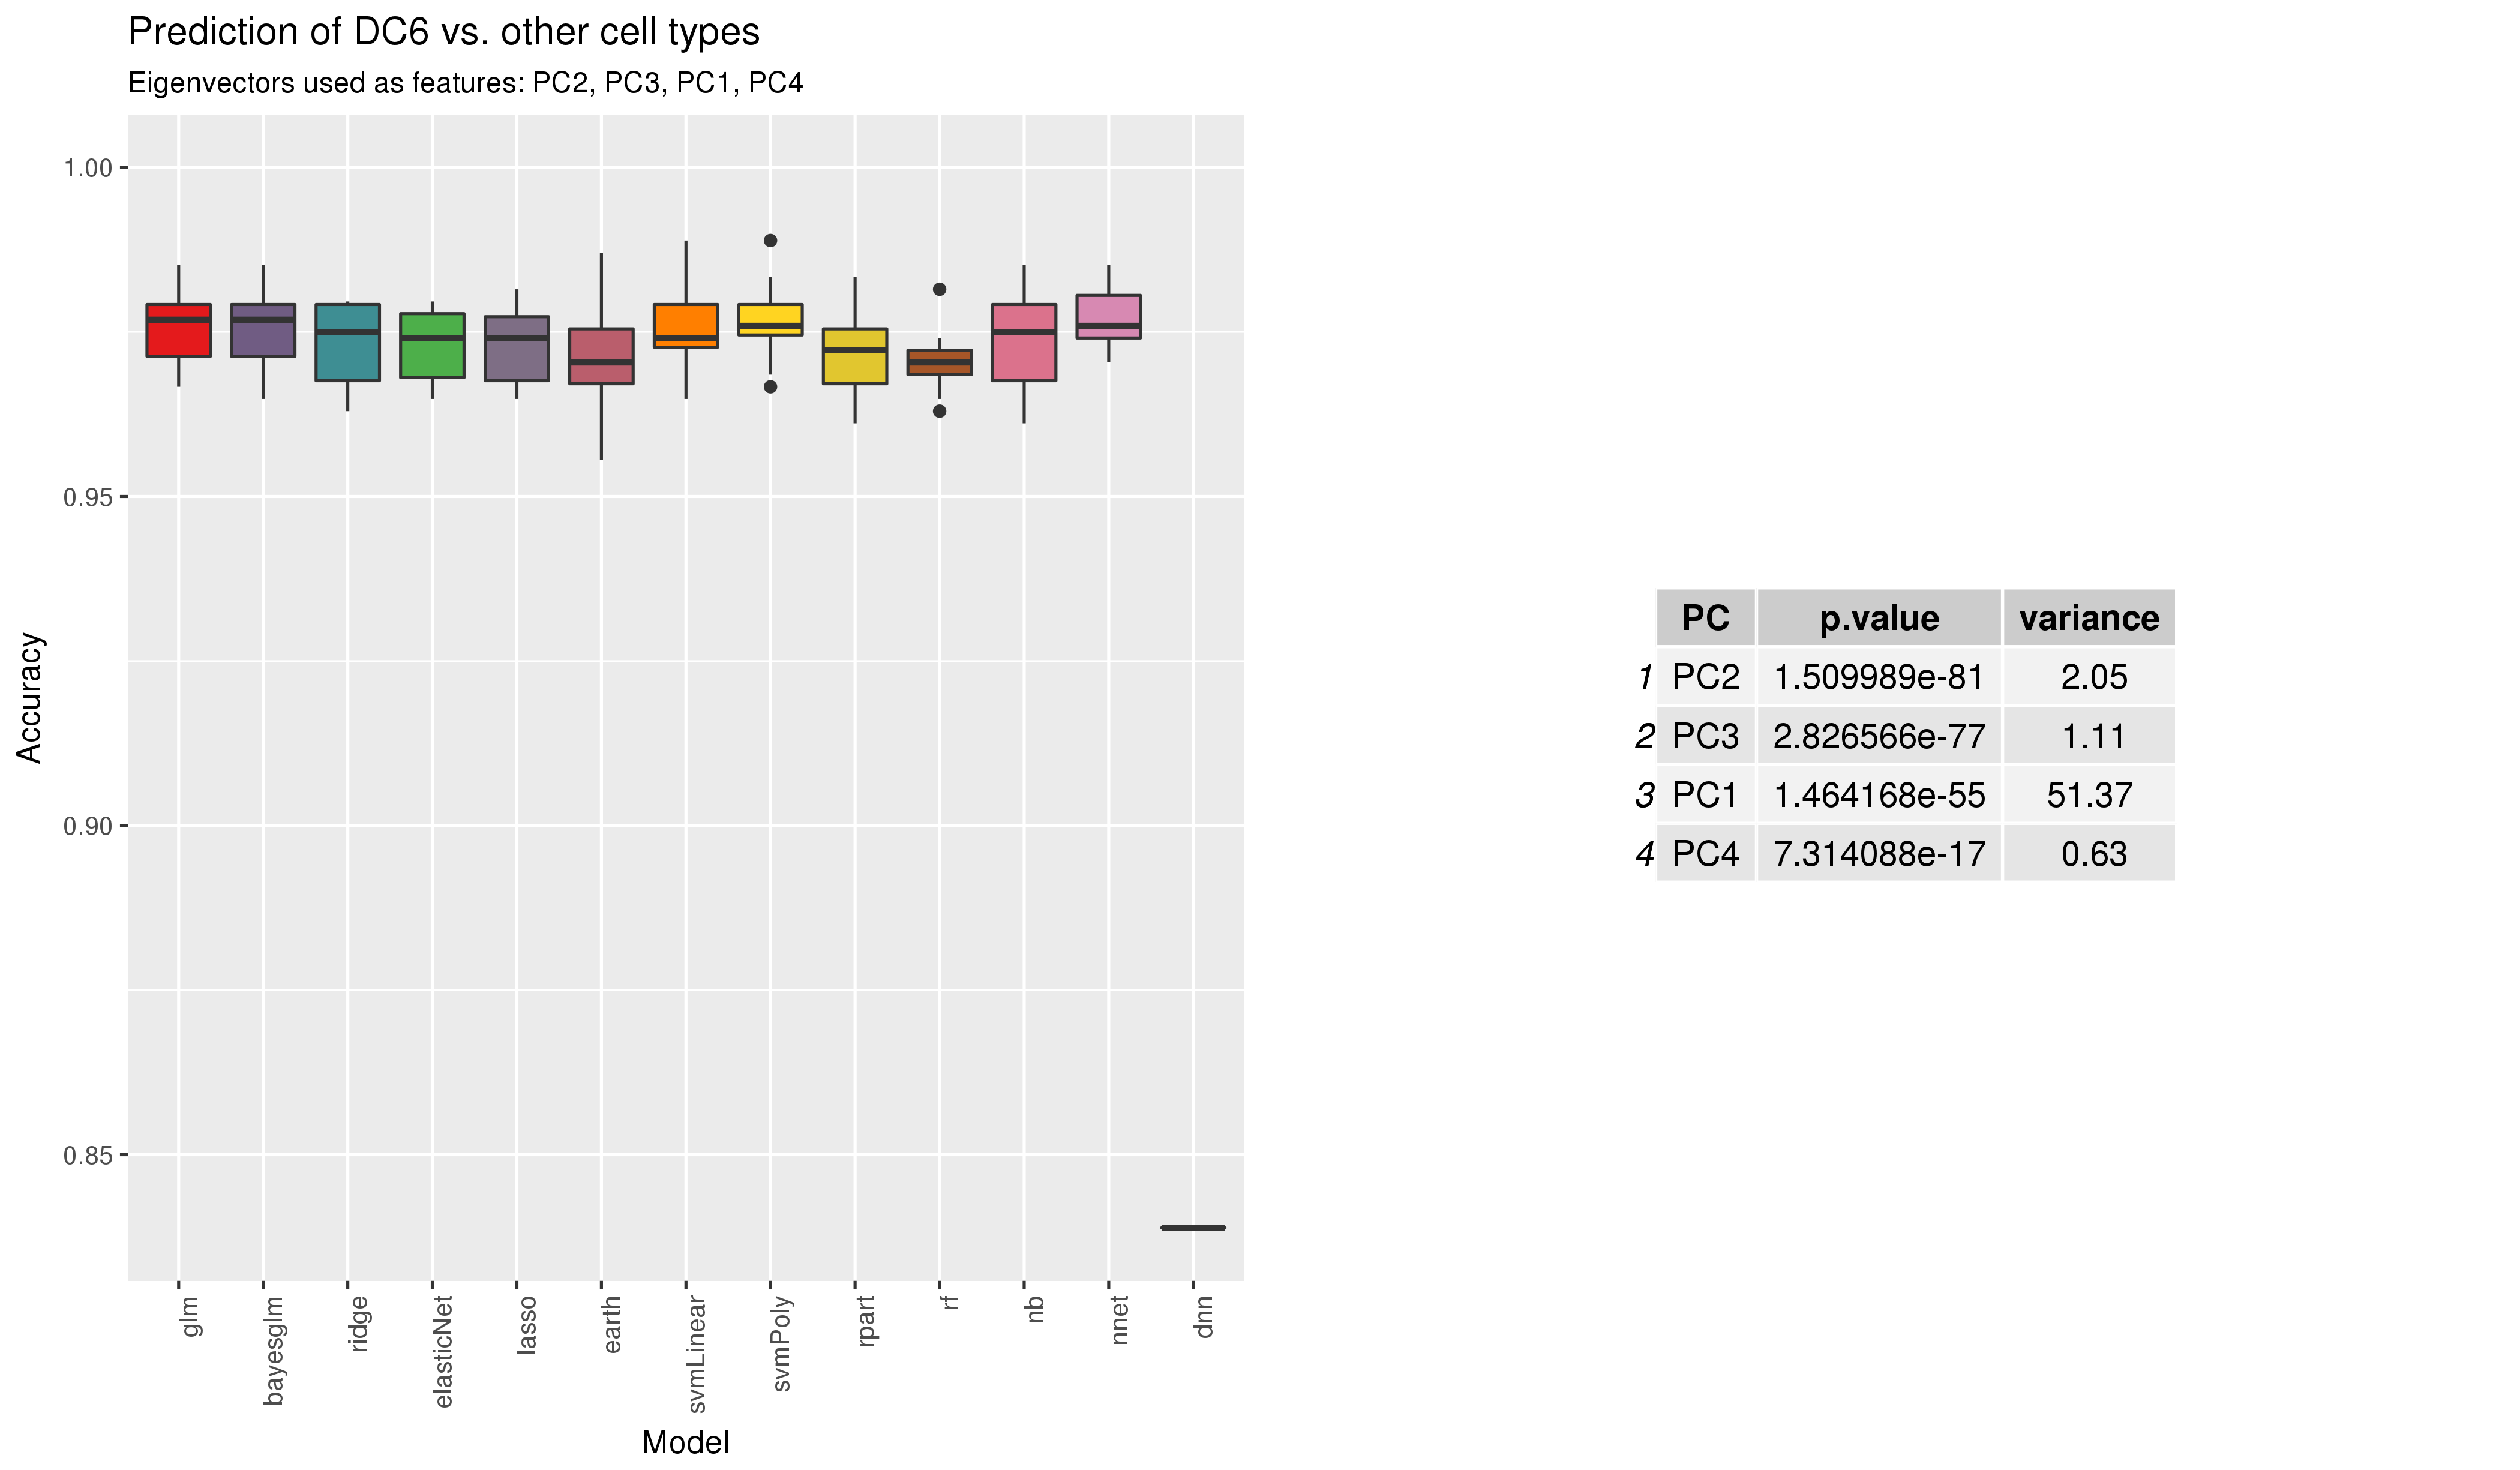 Prediction of DC6 vs. other cell types
Eigenvectors used as features: PC2, PC3, PC1, PC4
Accuracy
1.00
0.95
0.90
0.85
glm
bayesglm
ridge
elasticNet
lasso
earth
svmLinear
svmPoly
rpart
rf
nb
nnet
dnn
Model
PC p.value variance
1 PC2 1.509989e-81 2.05
2 PC3 2.826566e-77 1.11
3 PC1 1.464168e-55 51.37
4 PC4 7.314088e-17 0.63